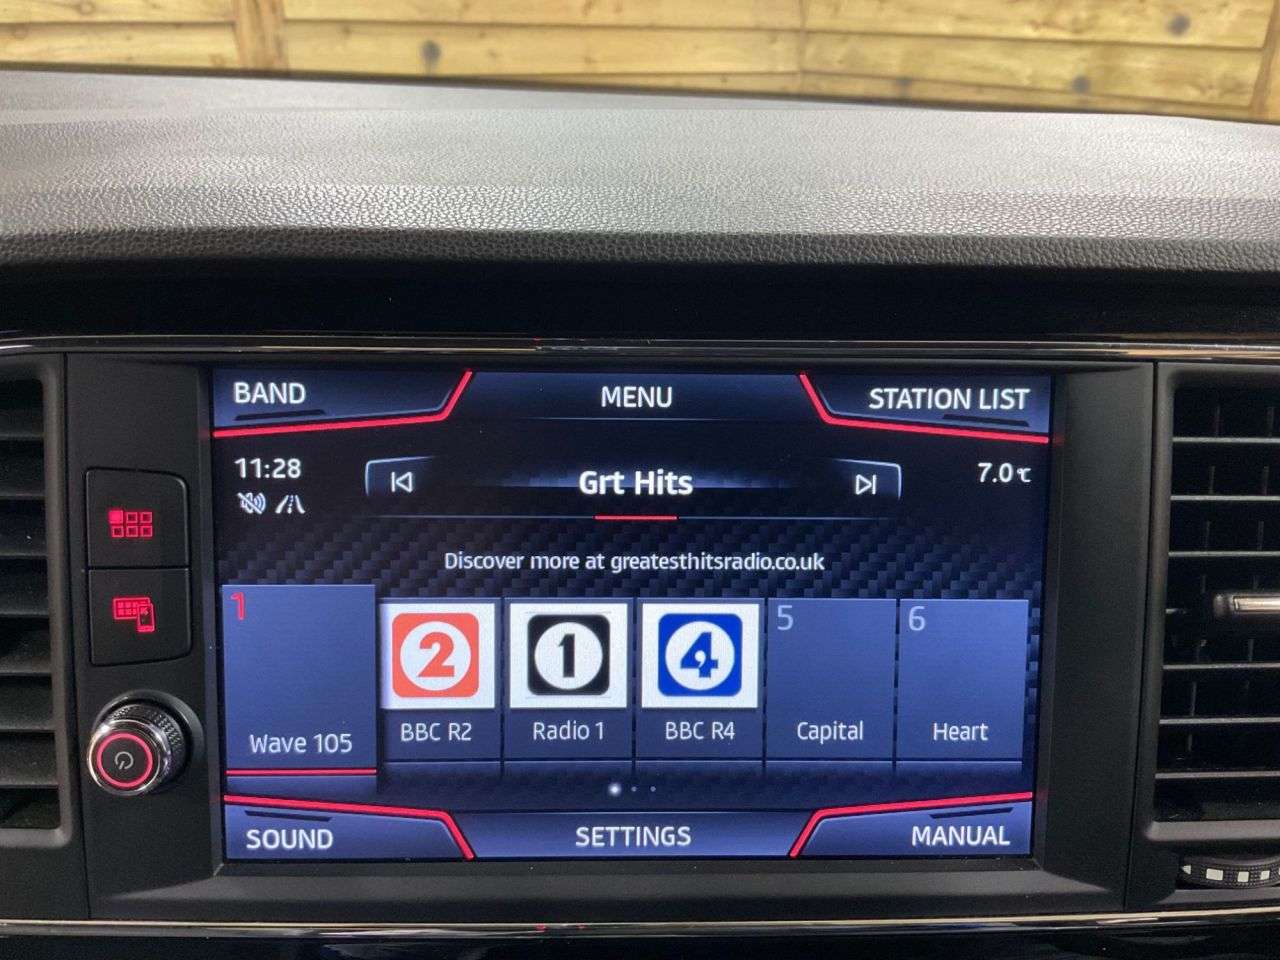 BAND
MENU
STATION LIST
11:28
Grt Hits
7.0℃
Discover more at greatesthitsradio.co.uk
1
2
1
4
5
6
Wave 105
BBC R2
Radio 1
BBC R4
Capital
Heart
SOUND
SETTINGS
MANUAL